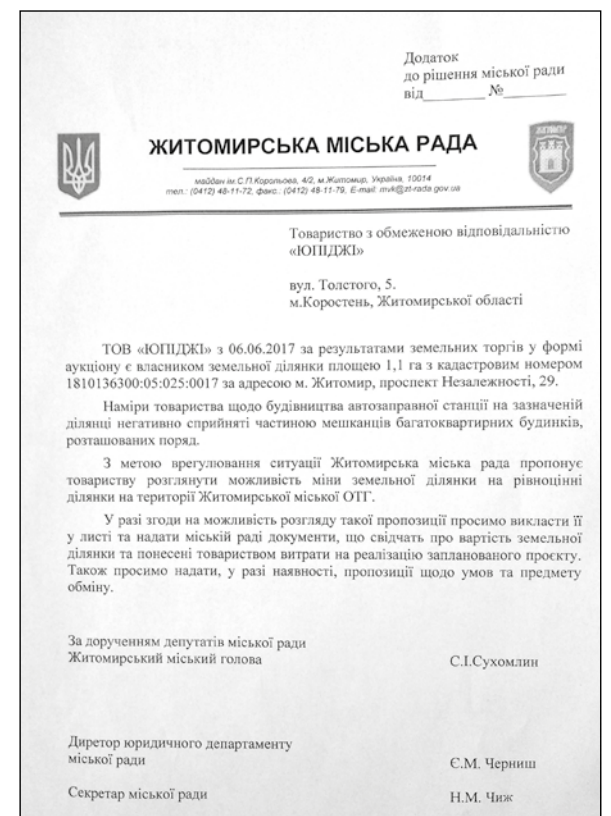 Додаток
до рішення міської ради
від________ №________
ЖИТОМИР
ЖИТОМИРСЬКА МІСЬКА РАДА
майдан ім.С.П.Корольова, 4/2, м.Житомир, Україна, 10014
тел.: (0412) 48-11-72, факс.: (0412) 48-11-79, E-mail: mvk@zt-rada.gov.ua
Товариство з обмеженою відповідальністю
«ЮПІДЖІ»
вул. Толстого, 5.
м.Коростень, Житомирської області
ТОВ «ЮПІДЖІ» з 06.06.2017 за результатами земельних торгів у формі
аукціону є власником земельної ділянки площею 1,1 га з кадастровим номером
1810136300:05:025:0017 за адресою м. Житомир, проспект Незалежності, 29.
Наміри товариства щодо будівництва автозаправної станції на зазначеній
ділянці негативно сприйняті частиною мешканців багатоквартирних будинків,
розташованих поряд.
З метою врегулювання ситуації Житомирська міська рада пропонує
товариству розглянути можливість міни земельної ділянки на рівноцінні
ділянки на території Житомирської міської ОТГ.
У разі згоди на можливість розгляду такої пропозиції просимо викласти її
у листі та надати міській раді документи, що свідчать про вартість земельної
ділянки та понесені товариством витрати на реалізацію запланованого проєкту.
Також просимо надати, у разі наявності, пропозиції щодо умов та предмету
обміну.
За дорученням депутатів міської ради
Житомирський міський голова С.І.Сухомлин
Диретор юридичного департаменту
міської ради Є.М. Черниш
Секретар міської ради Н.М. Чиж